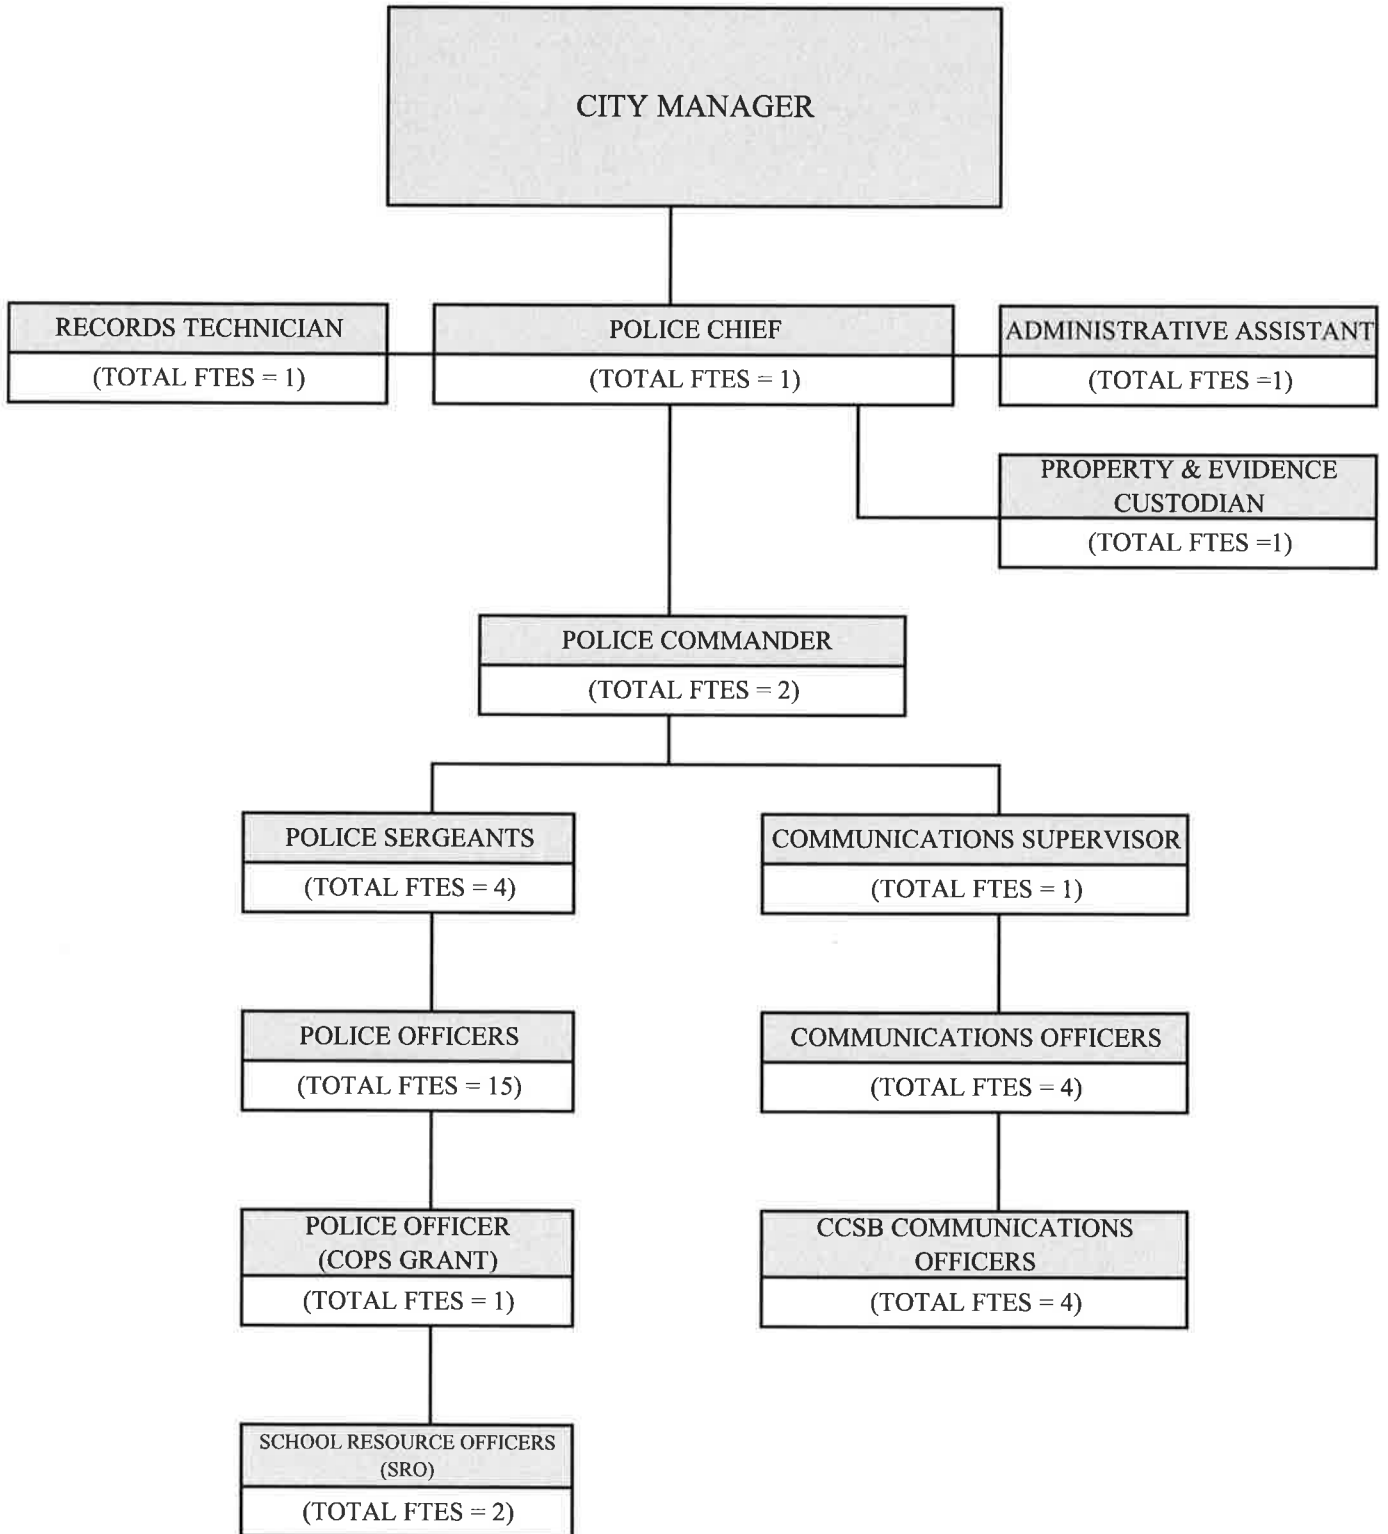 CITY MANAGER
RECORDS TECHNICIAN
(TOTAL FTES = 1)
POLICE CHIEF
(TOTAL FTES = 1)
ADMINISTRATIVE ASSISTANT
(TOTAL FTES =1)
PROPERTY & EVIDENCE
CUSTODIAN
(TOTAL FTES =1)
POLICE COMMANDER
(TOTAL FTES = 2)
POLICE SERGEANTS
(TOTAL FTES = 4)
COMMUNICATIONS SUPERVISOR
(TOTAL FTES = 1)
POLICE OFFICERS
(TOTAL FTES = 15)
COMMUNICATIONS OFFICERS
(TOTAL FTES = 4)
POLICE OFFICER
(COPS GRANT)
(TOTAL FTES = 1)
CCSB COMMUNICATIONS
OFFICERS
(TOTAL FTES = 4)
SCHOOL RESOURCE OFFICERS
(SRO)
(TOTAL FTES = 2)